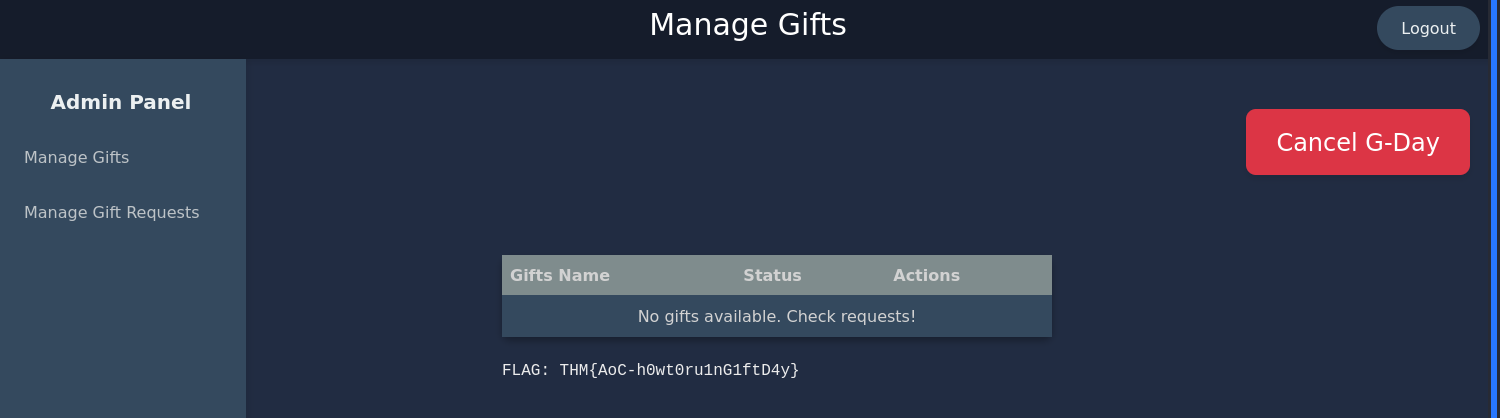 Manage Gifts
Logout
Admin Panel
Manage Gifts
Manage Gift Requests
Cancel G-Day
Gifts Name Status Actions
No gifts available. Check requests!
FLAG: THM{AoC-h0wt0ru1nG1ftD4y}